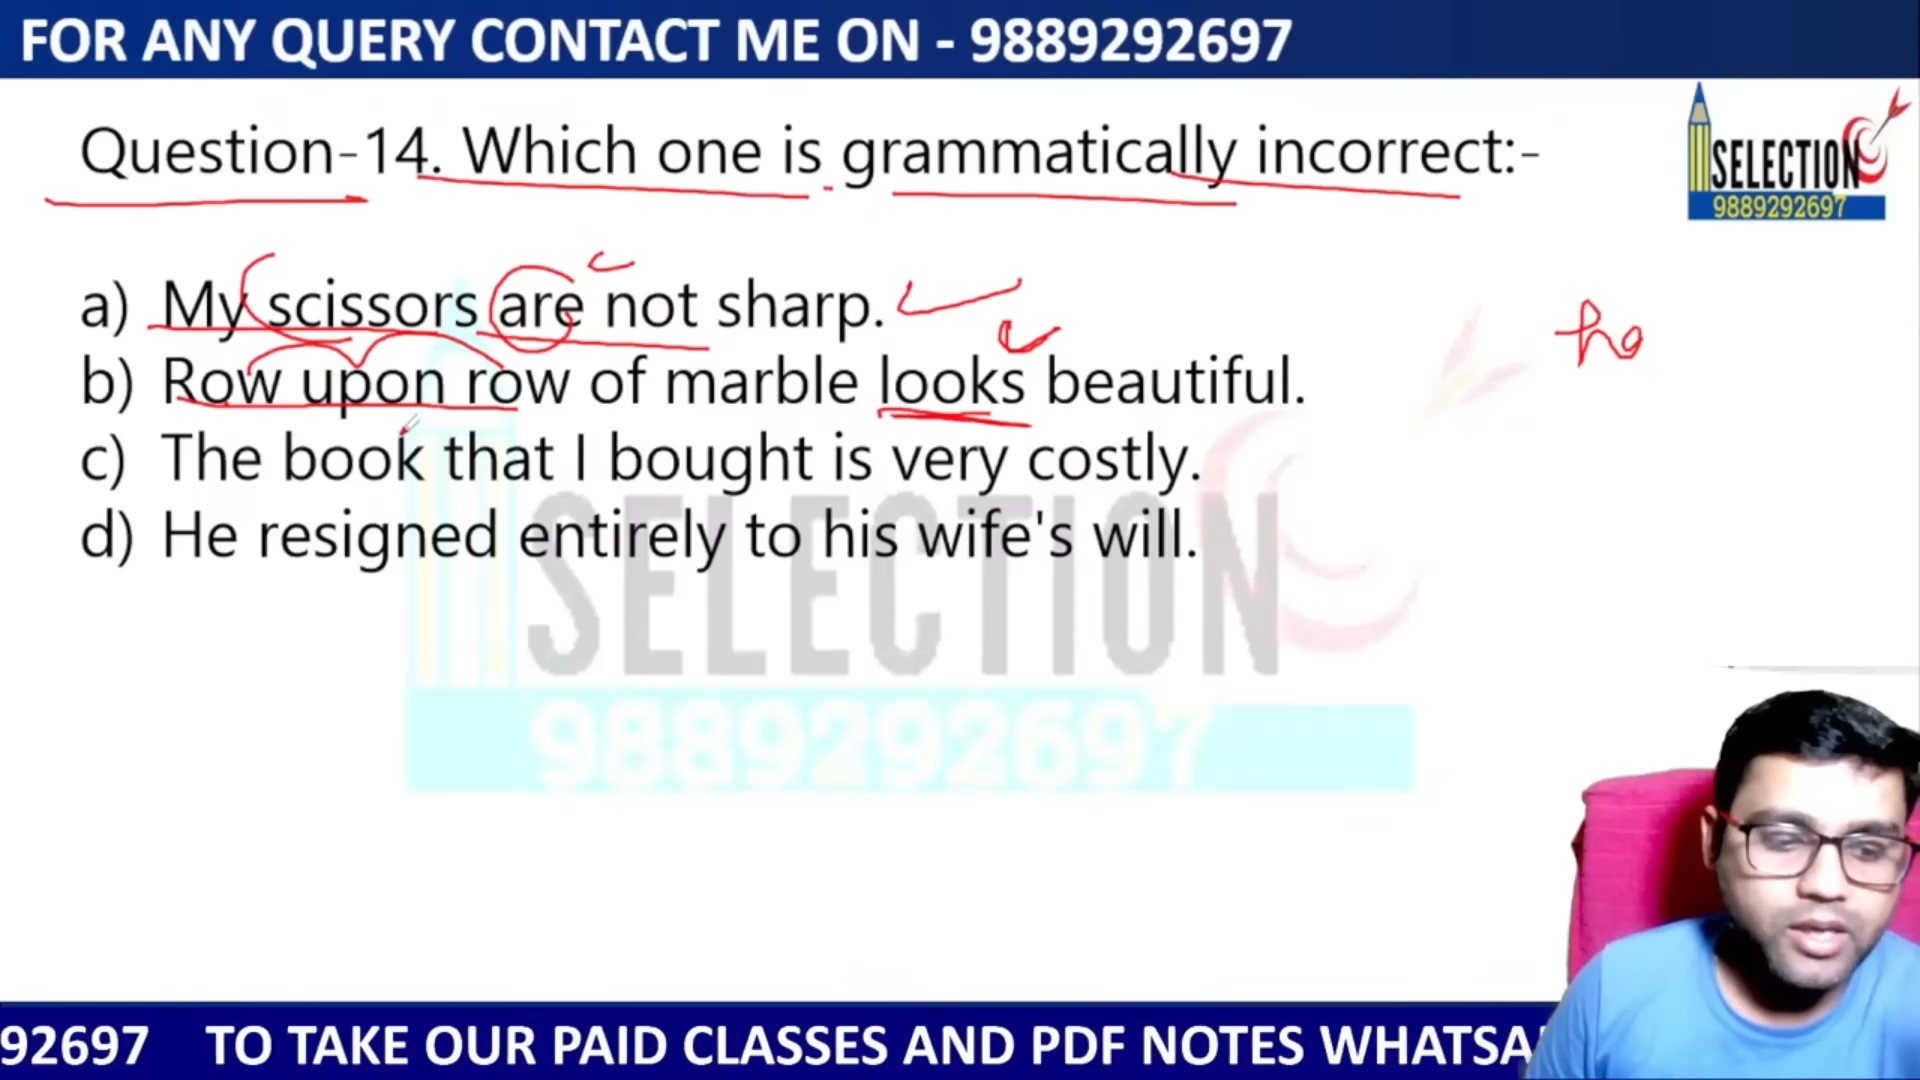 FOR ANY QUERY CONTACT ME ON - 9889292697
SELECTION
9889292697
Question-14. Which one is grammatically incorrect:-
a) My scissors are not sharp.
b) Row upon row of marble looks beautiful.
c) The book that I bought is very costly.
d) He resigned entirely to his wife's will.
SELECTION
9889292697
92697 TO TAKE OUR PAID CLASSES AND PDF NOTES WHATSA